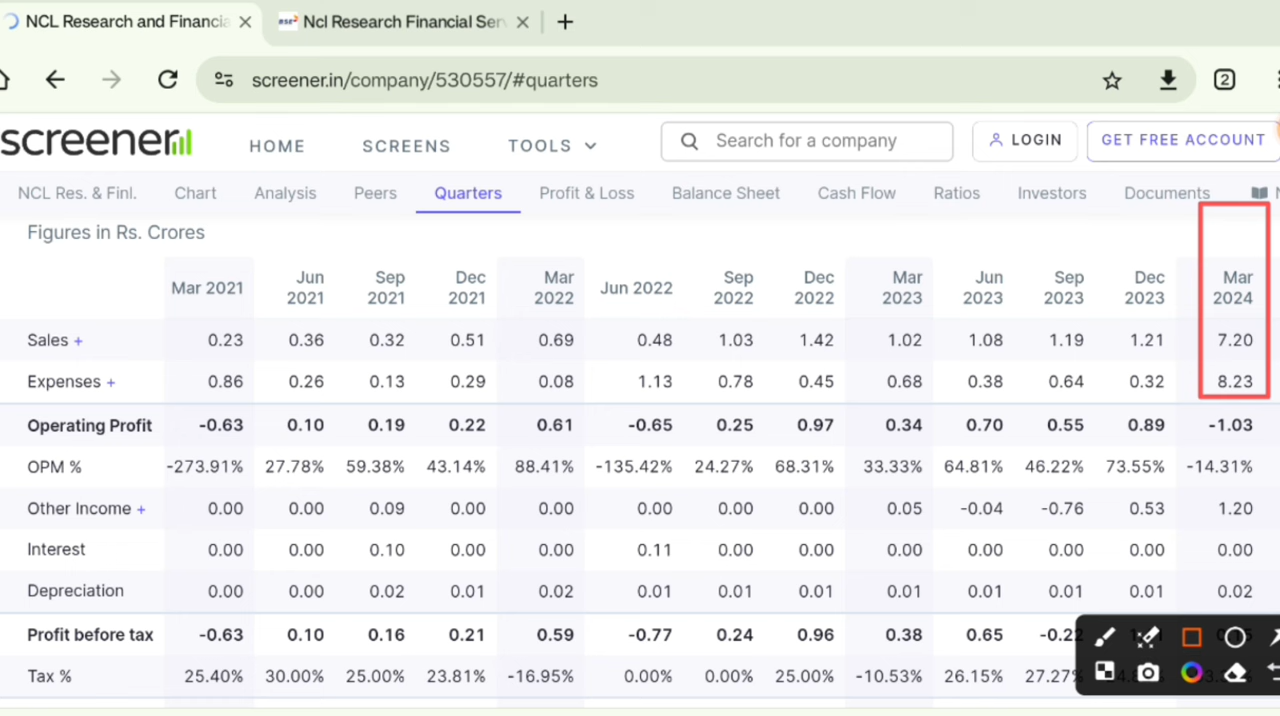 NCL Research and Financia
Ncl Research Financial Ser
screener.in/company/530557/#quarters
2
screener
HOME SCREENS TOOLS
Search for a company
LOGIN
GET FREE ACCOUNT
NCL Res. & Finl. Chart Analysis Peers Quarters Profit & Loss Balance Sheet Cash Flow Ratios Investors Documents
Figures in Rs. Crores
Mar 2021 Jun 2021 Sep 2021 Dec 2021 Mar 2022 Jun 2022 Sep 2022 Dec 2022 Mar 2023 Jun 2023 Sep 2023 Dec 2023 Mar 2024
Sales + 0.23 0.36 0.32 0.51 0.69 0.48 1.03 1.42 1.02 1.08 1.19 1.21 7.20
Expenses + 0.86 0.26 0.13 0.29 0.08 1.13 0.78 0.45 0.68 0.38 0.64 0.32 8.23
Operating Profit -0.63 0.10 0.19 0.22 0.61 -0.65 0.25 0.97 0.34 0.70 0.55 0.89 -1.03
OPM % -273.91% 27.78% 59.38% 43.14% 88.41% -135.42% 24.27% 68.31% 33.33% 64.81% 46.22% 73.55% -14.31%
Other Income + 0.00 0.00 0.09 0.00 0.00 0.00 0.00 0.00 0.05 -0.04 -0.76 0.53 1.20
Interest 0.00 0.00 0.10 0.00 0.00 0.11 0.00 0.00 0.00 0.00 0.00 0.00 0.00
Depreciation 0.00 0.00 0.02 0.01 0.02 0.01 0.01 0.01 0.01 0.01 0.01 0.01 0.02
Profit before tax -0.63 0.10 0.16 0.21 0.59 -0.77 0.24 0.96 0.38 0.65 -0.22
Tax % 25.40% 30.00% 25.00% 23.81% -16.95% 0.00% 0.00% 25.00% -10.53% 26.15% 27.27%